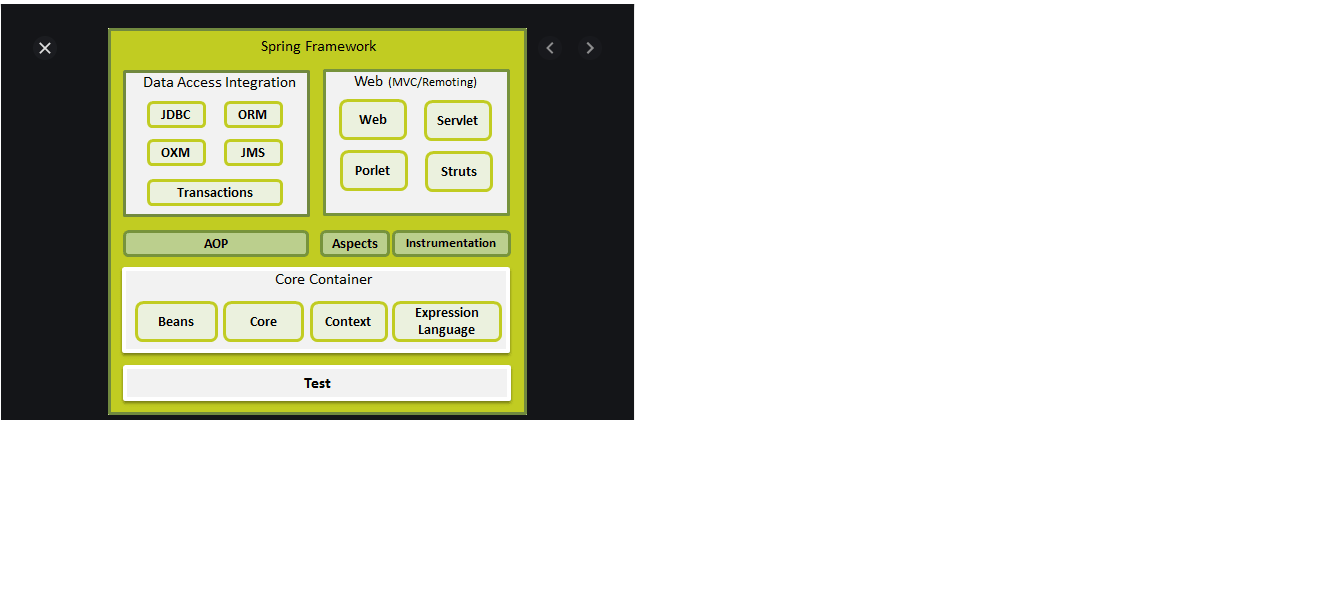 Spring Framework
Data Access Integration
JDBC
ORM
OXM
JMS
Transactions
Web (MVC/Remoting)
Web
Servlet
Porlet
Struts
AOP
Aspects
Instrumentation
Core Container
Beans
Core
Context
Expression
Language
Test